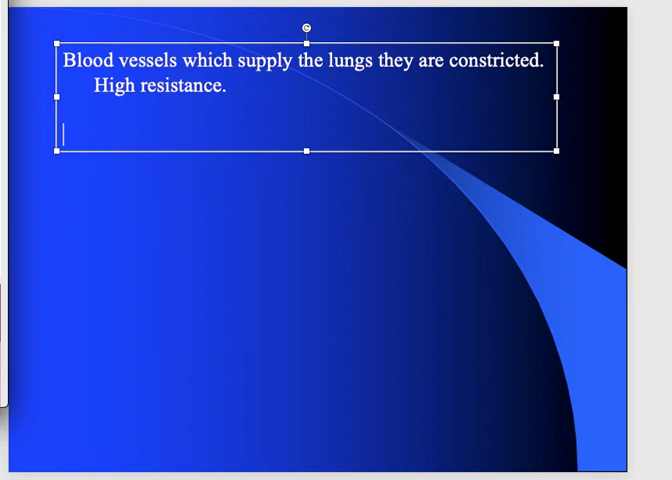 Blood vessels which supply the lungs they are constricted.
High resistance.